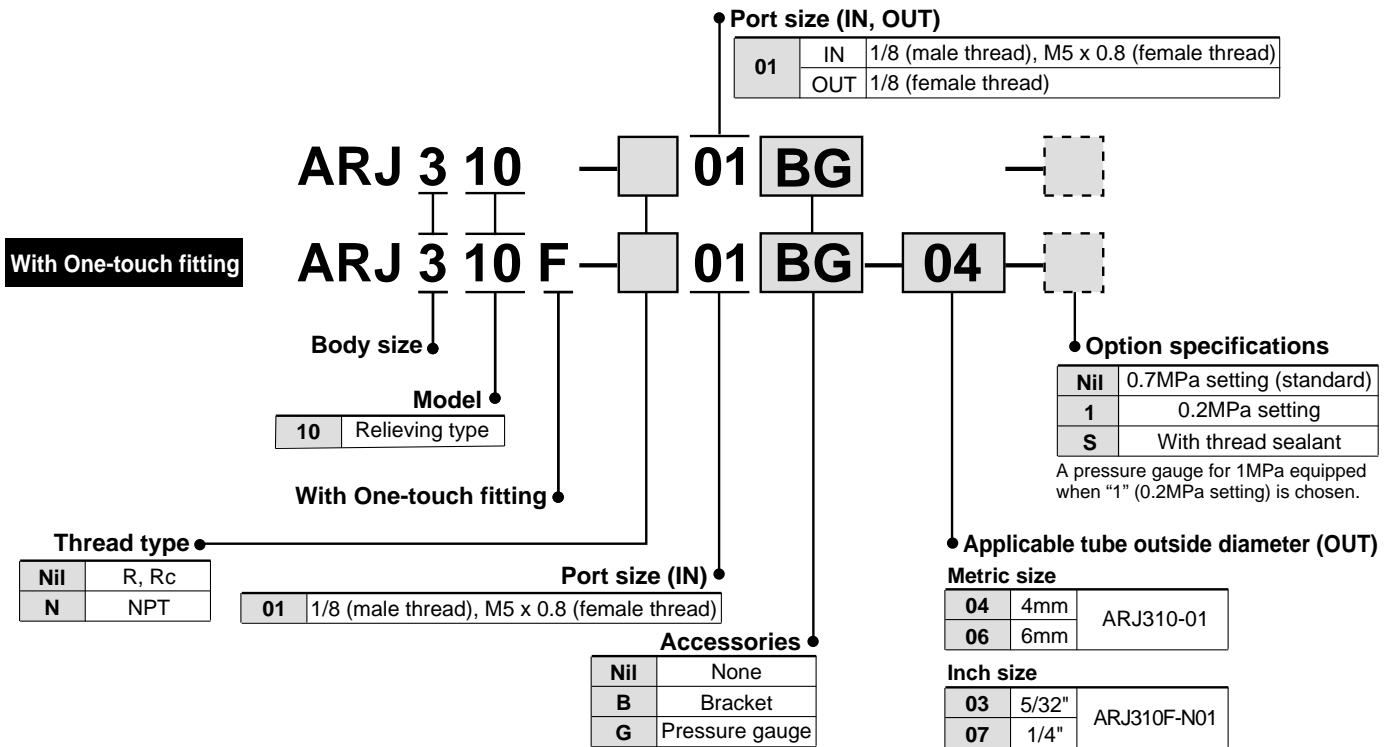 Port size (IN, OUT)
01 IN 1/8 (male thread), M5 x 0.8 (female thread)
OUT 1/8 (female thread)
ARJ 3 10 — 01 BG —
With One-touch fitting ARJ 3 10 F — 01 BG — 04 —
Body size
Model
10 Relieving type
With One-touch fitting
Thread type
Nil R, Rc
N NPT
Port size (IN)
01 1/8 (male thread), M5 x 0.8 (female thread)
Accessories
Nil None
B Bracket
G Pressure gauge
Option specifications
Nil 0.7MPa setting (standard)
1 0.2MPa setting
S With thread sealant
A pressure gauge for 1MPa equipped
when “1” (0.2MPa setting) is chosen.
Applicable tube outside diameter (OUT)
Metric size
04 4mm ARJ310-01
06 6mm
Inch size
03 5/32" ARJ310F-N01
07 1/4"